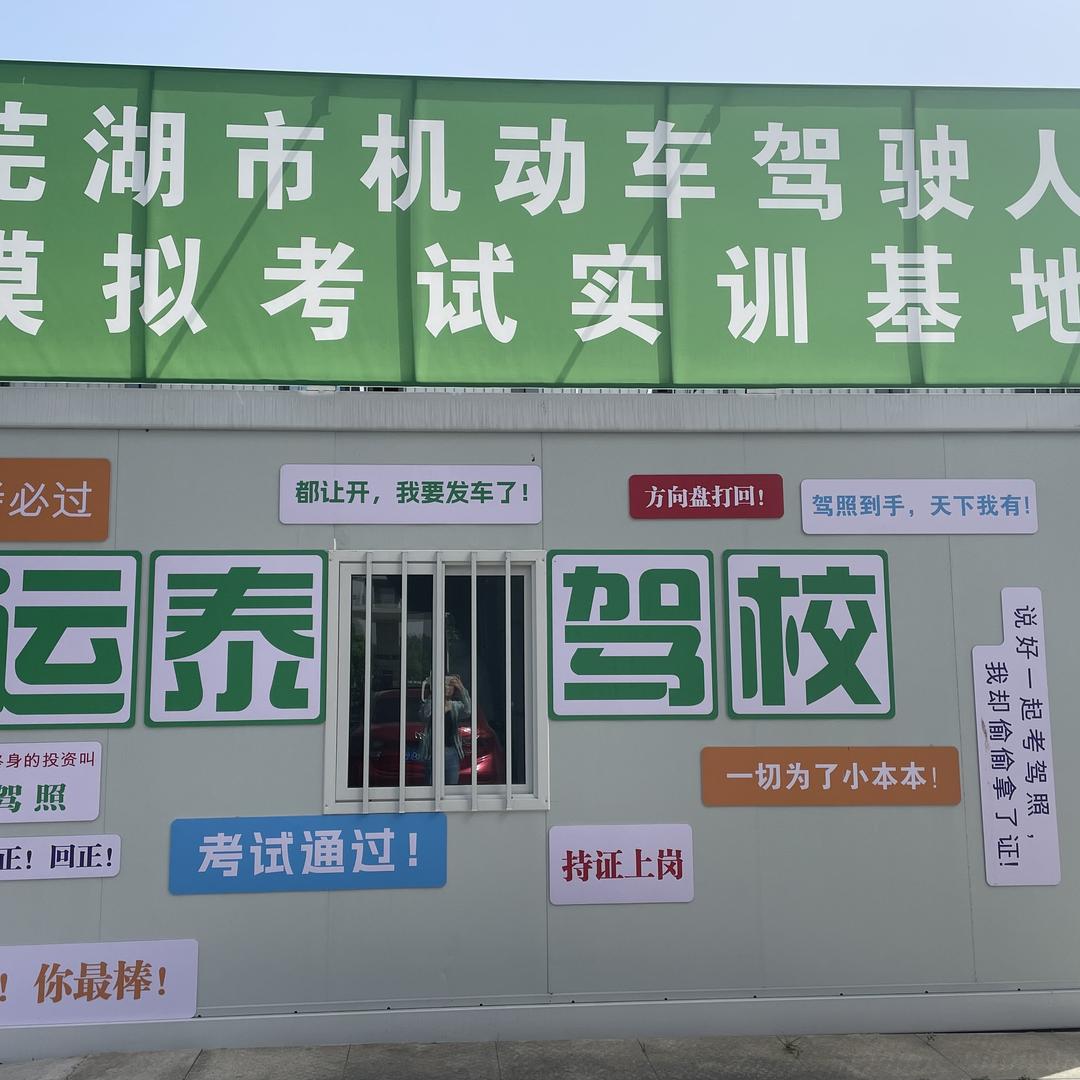 芜湖市机动车驾驶人
模拟考试实训基地
必过
都让开，我要发车了！
方向盘打回！
驾照到手，天下我有！
运泰驾校
说好一起考驾照，
我却偷偷拿了证！
身的投资叫
驾照
一切为了小本本！
正！回正！
考试通过！
持证上岗
！你最棒！